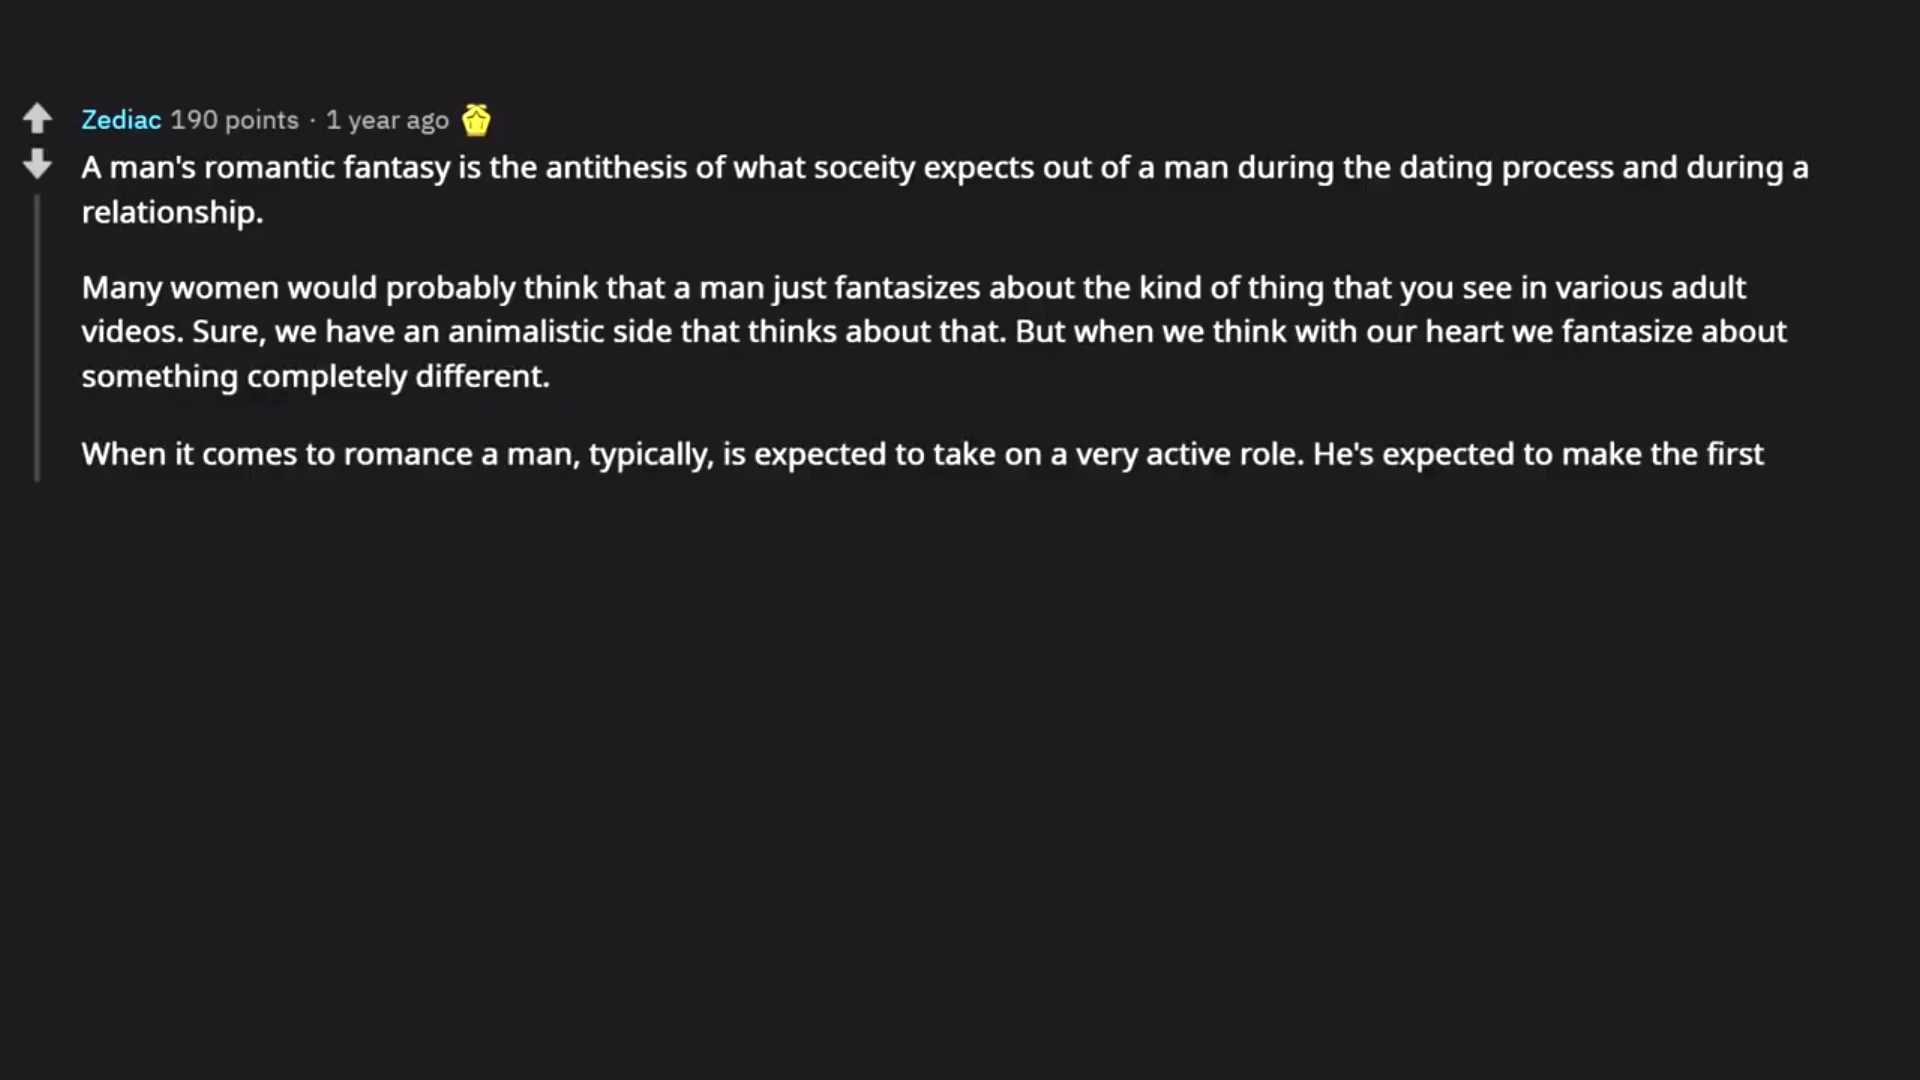 Zediac 190 points · 1 year ago
A man's romantic fantasy is the antithesis of what soceity expects out of a man during the dating process and during a
relationship.
Many women would probably think that a man just fantasizes about the kind of thing that you see in various adult
videos. Sure, we have an animalistic side that thinks about that. But when we think with our heart we fantasize about
something completely different.
When it comes to romance a man, typically, is expected to take on a very active role. He's expected to make the first